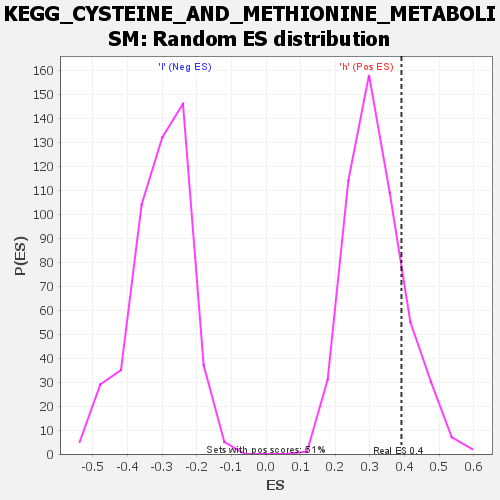 KEGG_CYSTEINE_AND_METHIONINE_METABOLI
SM: Random ES distribution
'l' (Neg ES)
'h' (Pos ES)
160
150
140
130
120
110
100
90
80
70
60
50
40
30
20
10
0
P(ES)
Sets with pos scores: 51%
Real ES 0.4
-0.5 -0.4 -0.3 -0.2 -0.1 0.0 0.1 0.2 0.3 0.4 0.5 0.6
ES